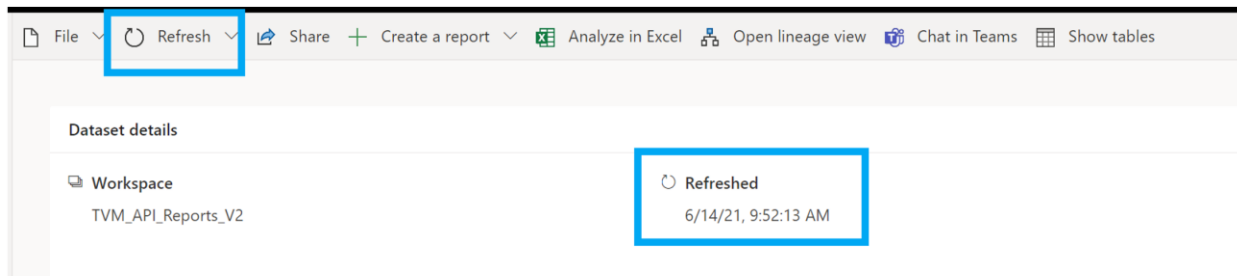 File Refresh Share Create a report Analyze in Excel Open lineage view Chat in Teams Show tables
Dataset details
Workspace
TVM_API_Reports_V2
Refreshed
6/14/21, 9:52:13 AM